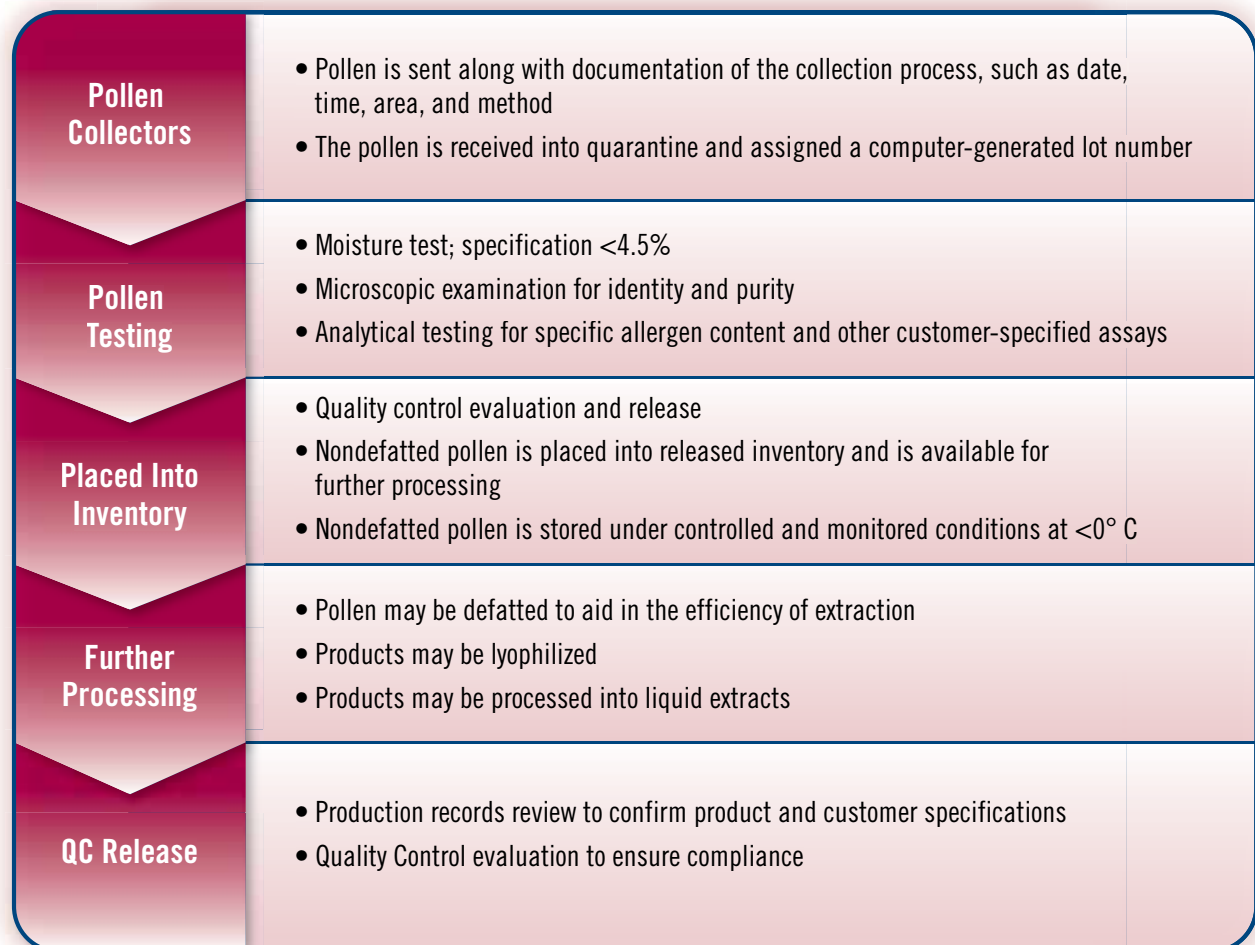 Pollen
Collectors
• Pollen is sent along with documentation of the collection process, such as date,
time, area, and method
• The pollen is received into quarantine and assigned a computer-generated lot number
Pollen
Testing
• Moisture test; specification <4.5%
• Microscopic examination for identity and purity
• Analytical testing for specific allergen content and other customer-specified assays
Placed Into
Inventory
• Quality control evaluation and release
• Nondefatted pollen is placed into released inventory and is available for
further processing
• Nondefatted pollen is stored under controlled and monitored conditions at <0° C
Further
Processing
• Pollen may be defatted to aid in the efficiency of extraction
• Products may be lyophilized
• Products may be processed into liquid extracts
QC Release
• Production records review to confirm product and customer specifications
• Quality Control evaluation to ensure compliance